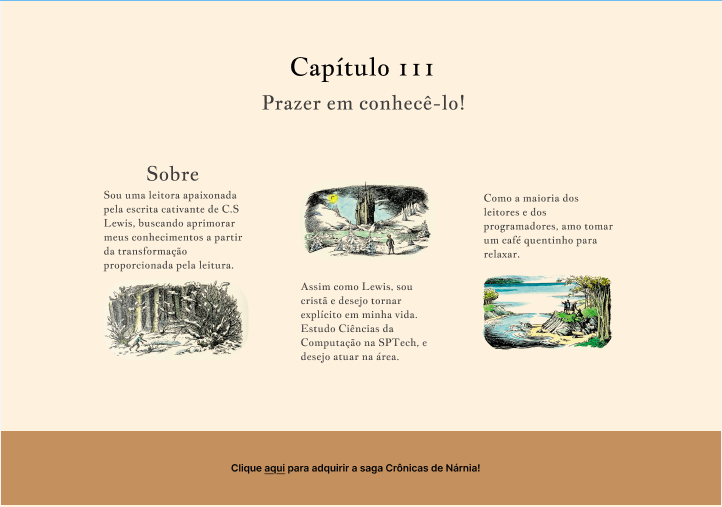 Capítulo III
Prazer em conhecê-lo!
Sobre
Sou uma leitora apaixonada
pela escrita cativante de C.S
Lewis, buscando aprimorar
meus conhecimentos a partir
da transformação
proporcionada pela leitura.
Assim como Lewis, sou
cristã e desejo tornar
explícito em minha vida.
Estudo Ciências da
Computação na SPTech, e
desejo atuar na área.
Como a maioria dos
leitores e dos
programadores, amo tomar
um café quentinho para
relaxar.
Clique aqui para adquirir a saga Crônicas de Nárnia!